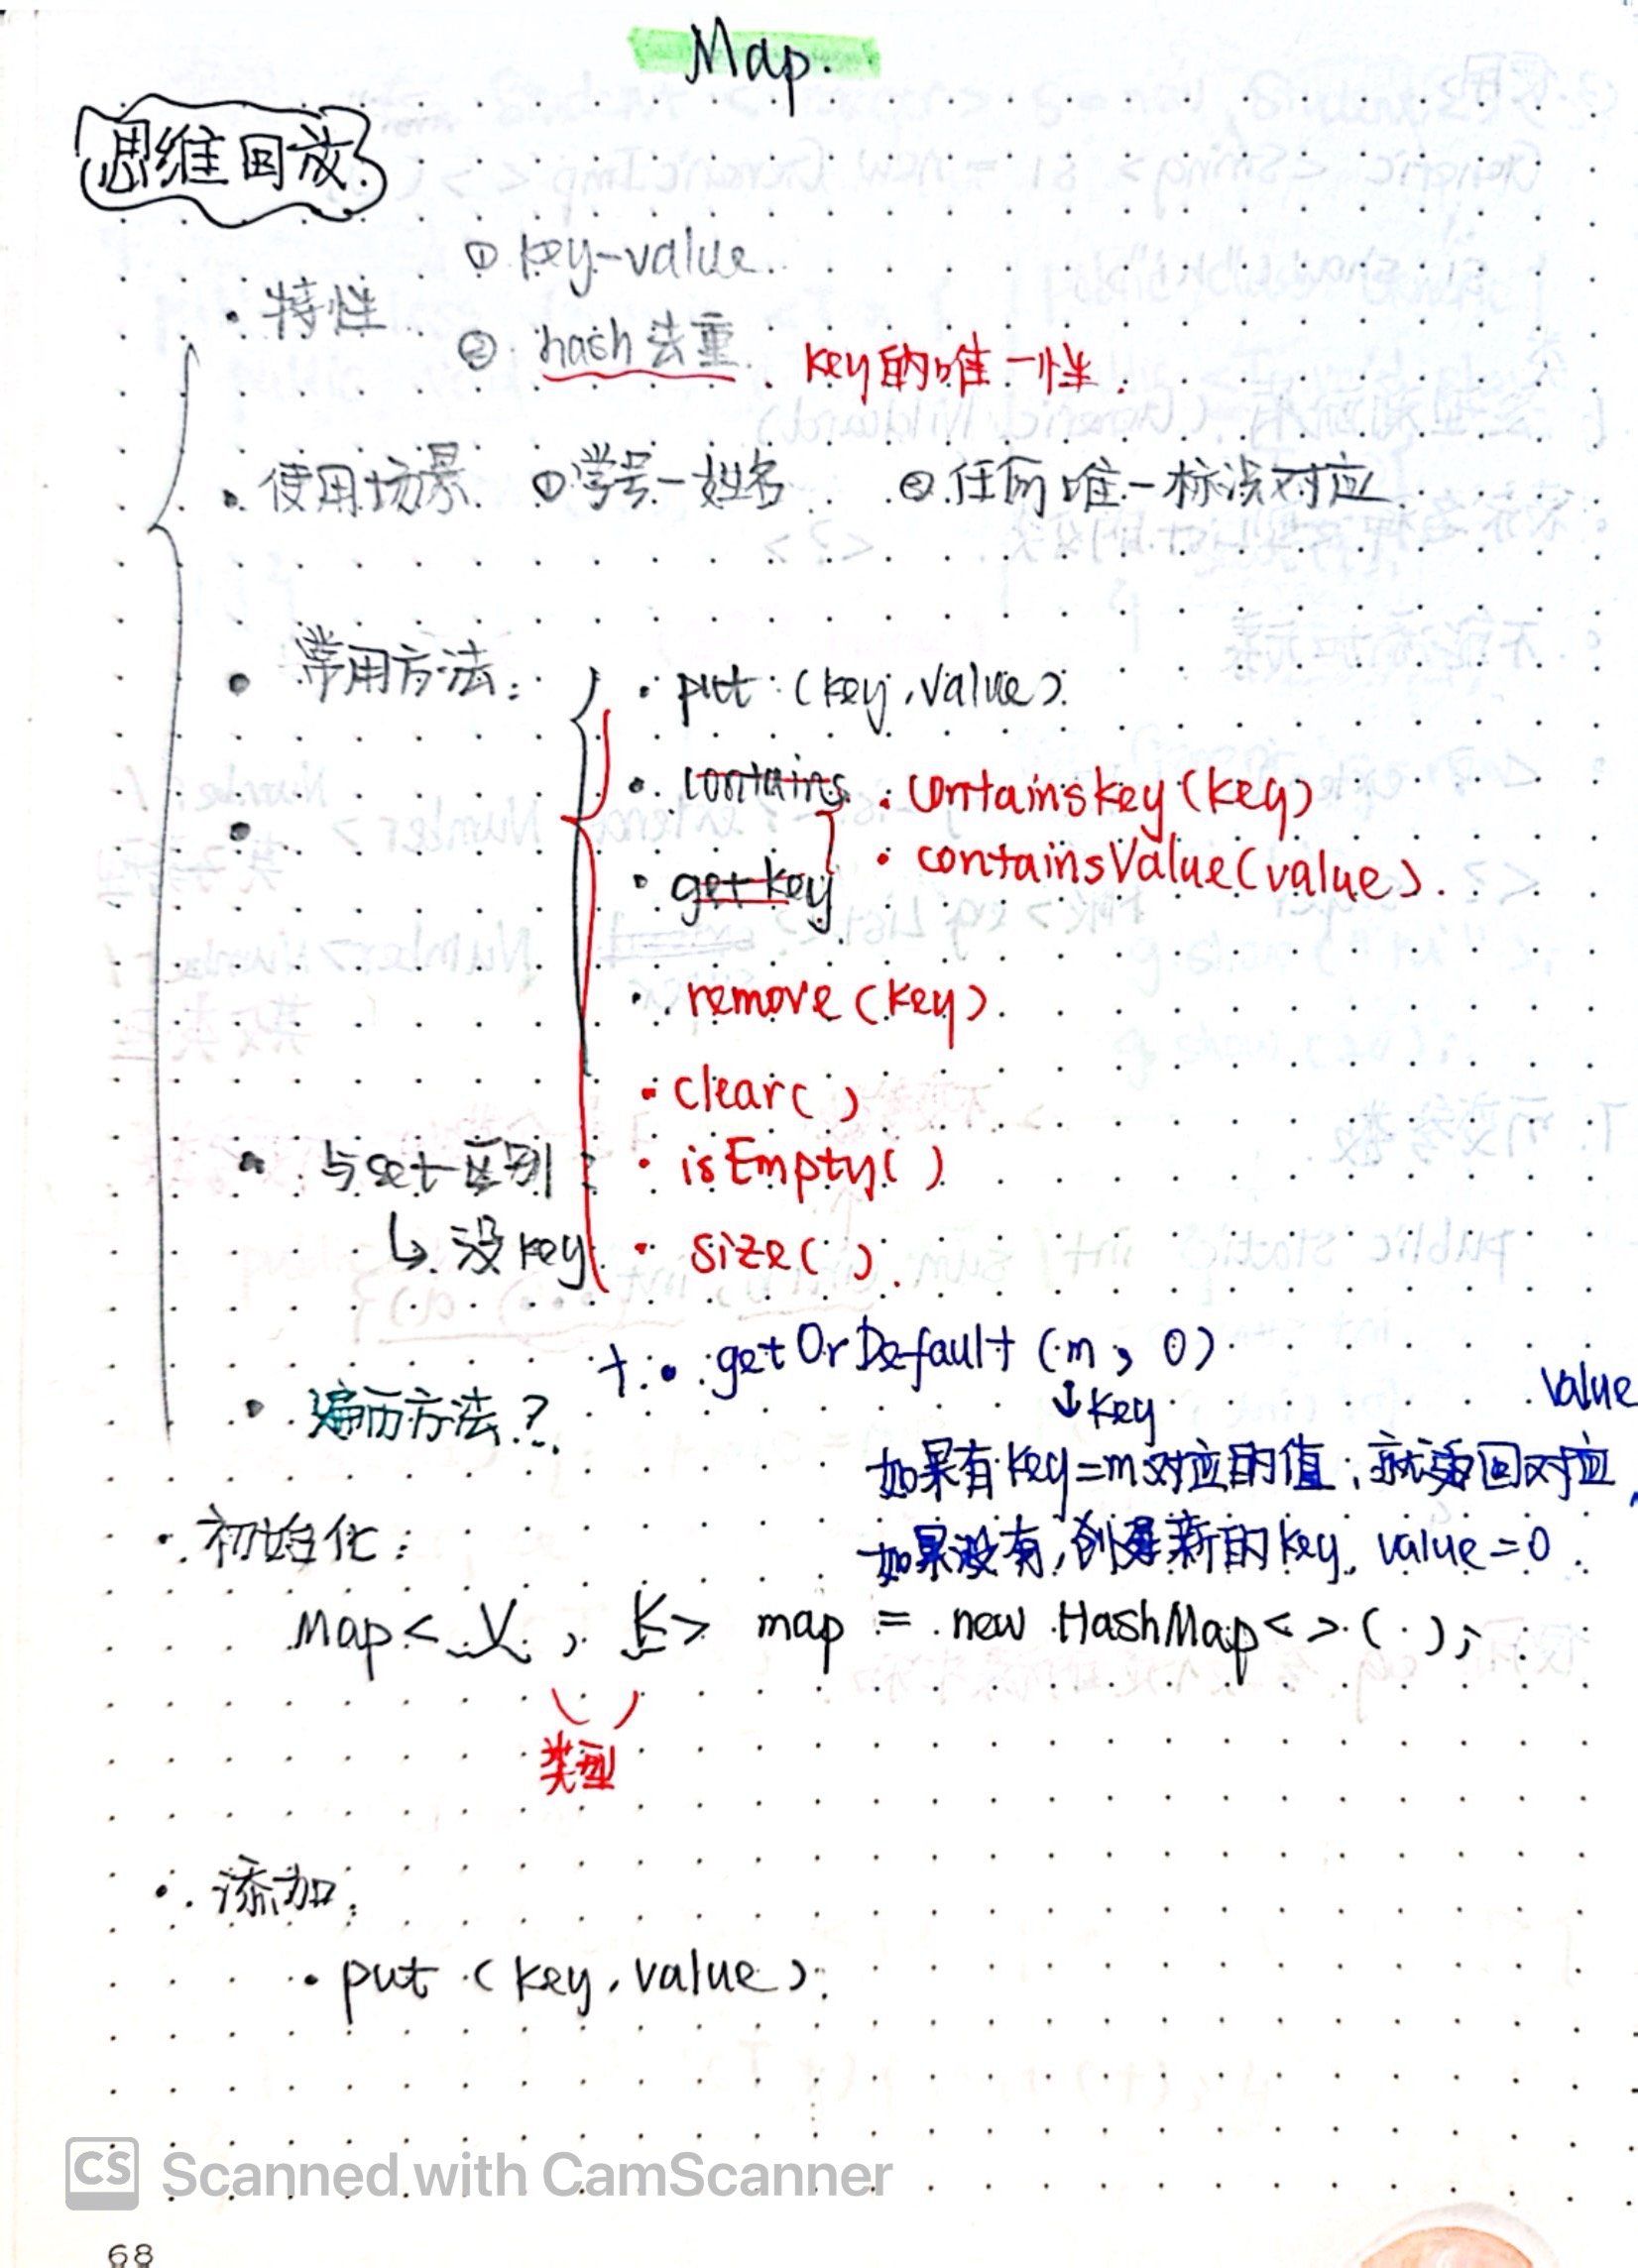 Map.
思维回放
① key-value
• 特性
② hash去重 key的唯一性.
• 使用场景 ①学号-姓名 ②任何唯一标识对应
• 常用方法: • put (key, value)
• contains • containskey(key)
• containsValue(value).
• get key
• remove (key)
• clear( )
• isEmpty( )
• 与set区别:
↳ 没key
• size( ).
+ • getOrDefault (m, 0)
↓key
value
• 遍历方法?
如果有key=m对应的值,就返回对应
如果没有,创建新的key, value=0.
• 初始化:
Map< V , K> map = new HashMap< >( );
类型
• 添加:
• put (key, value);
CS Scanned with CamScanner
68